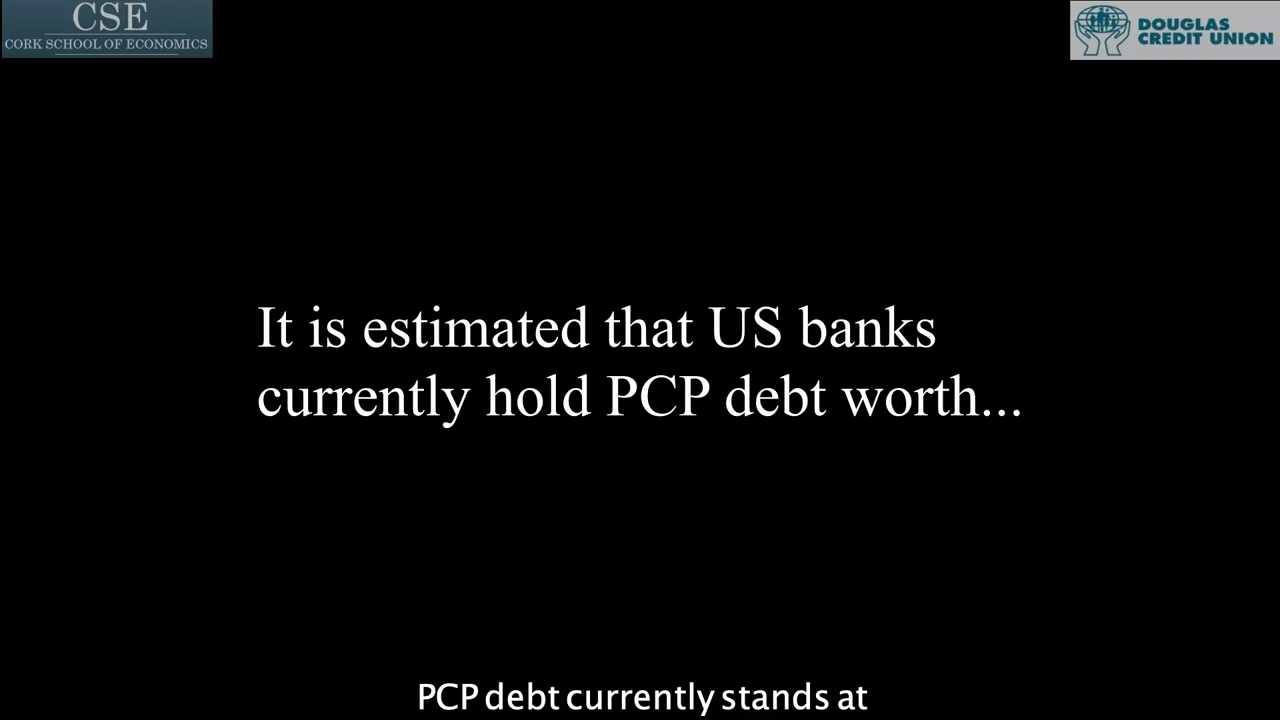 CSE
CORK SCHOOL OF ECONOMICS
DOUGLAS
CREDIT UNION
It is estimated that US banks
currently hold PCP debt worth...
PCP debt currently stands at